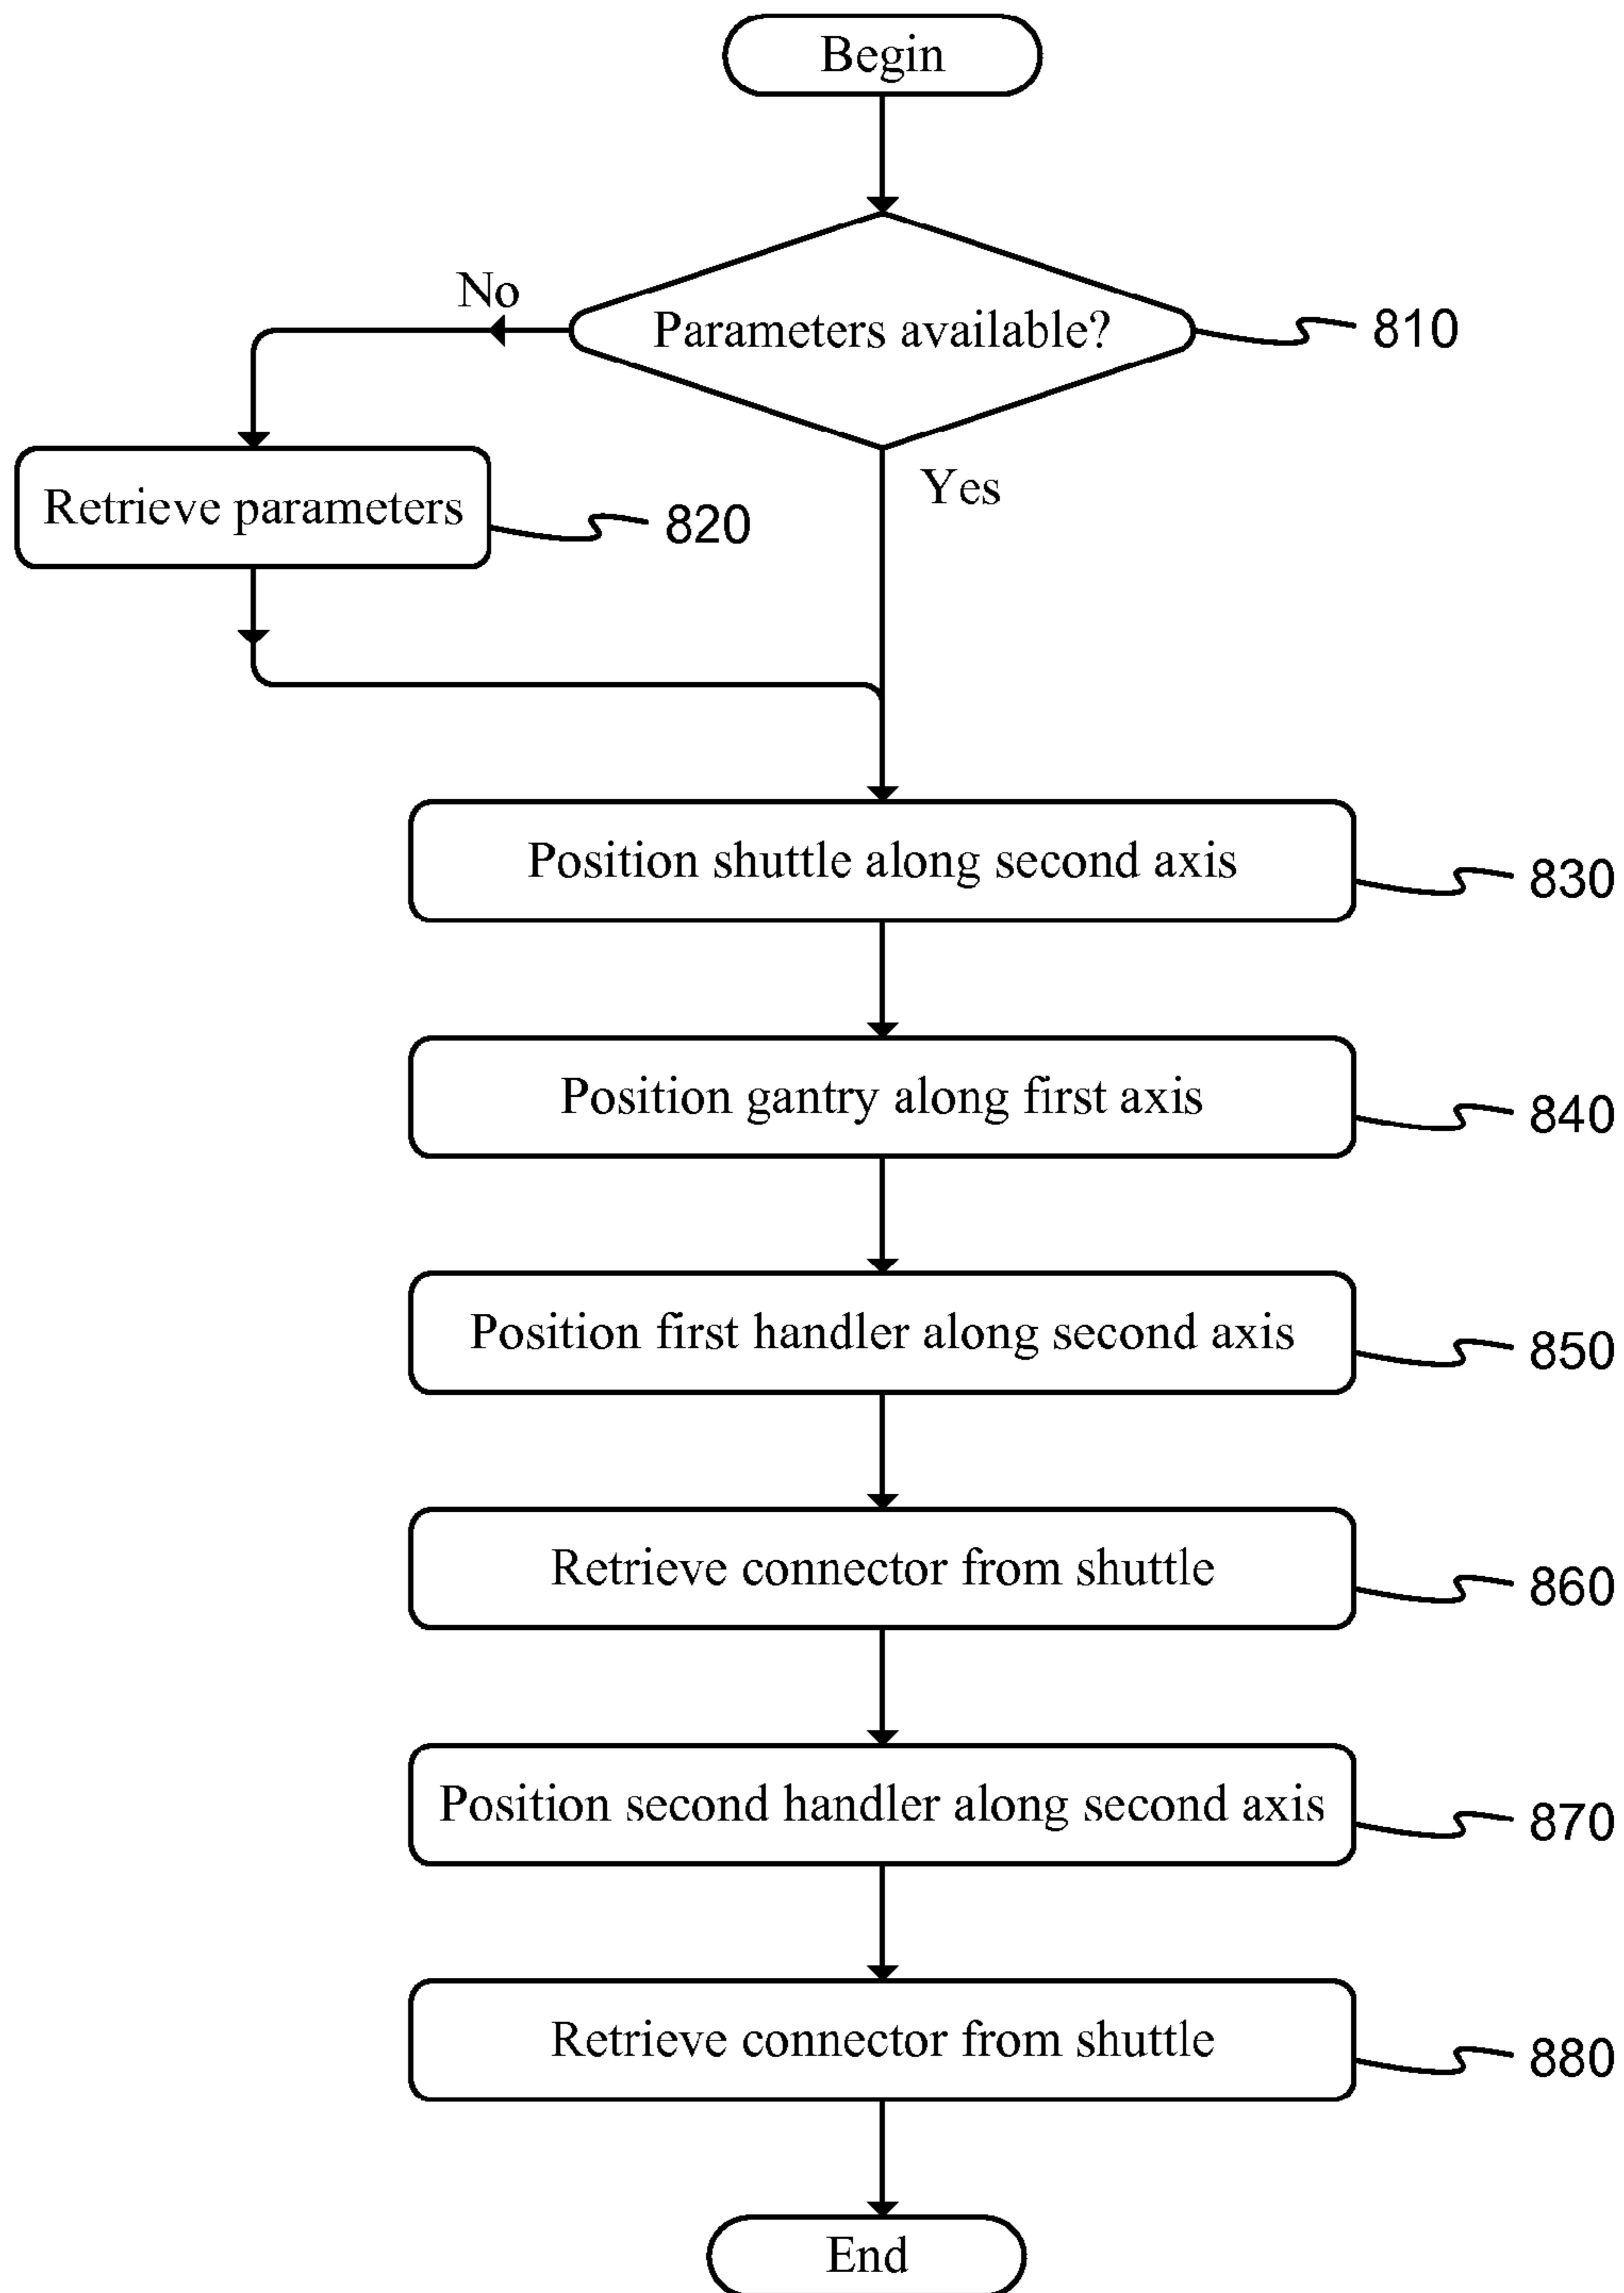 Begin
Parameters available?
810
No
Yes
Retrieve parameters
820
Position shuttle along second axis
830
Position gantry along first axis
840
Position first handler along second axis
850
Retrieve connector from shuttle
860
Position second handler along second axis
870
Retrieve connector from shuttle
880
End